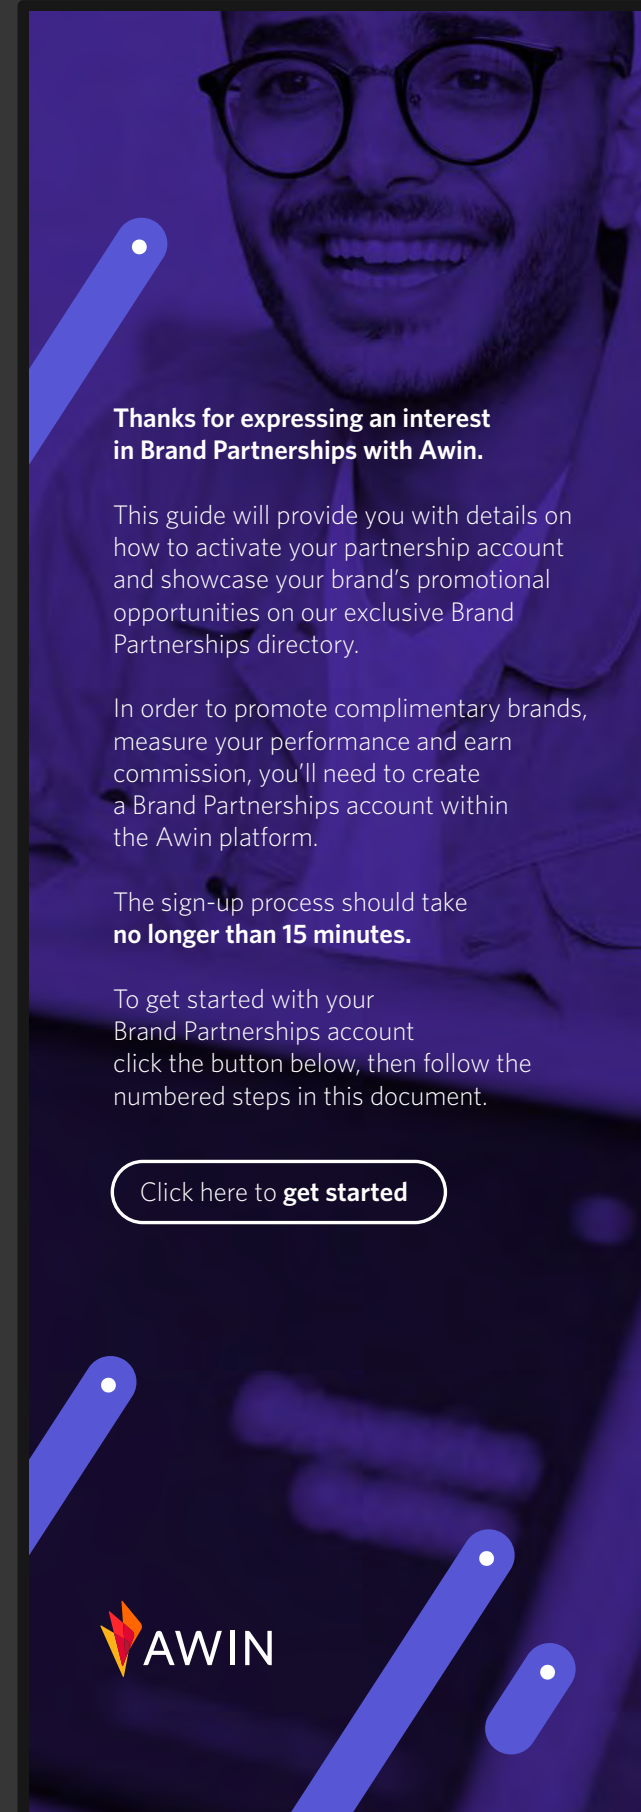 Thanks for expressing an interest
in Brand Partnerships with Awin.
This guide will provide you with details on
how to activate your partnership account
and showcase your brand’s promotional
opportunities on our exclusive Brand
Partnerships directory.
In order to promote complimentary brands,
measure your performance and earn
commission, you’ll need to create
a Brand Partnerships account within
the Awin platform.
The sign-up process should take
no longer than 15 minutes.
To get started with your
Brand Partnerships account
click the button below, then follow the
numbered steps in this document.
Click here to get started
AWIN